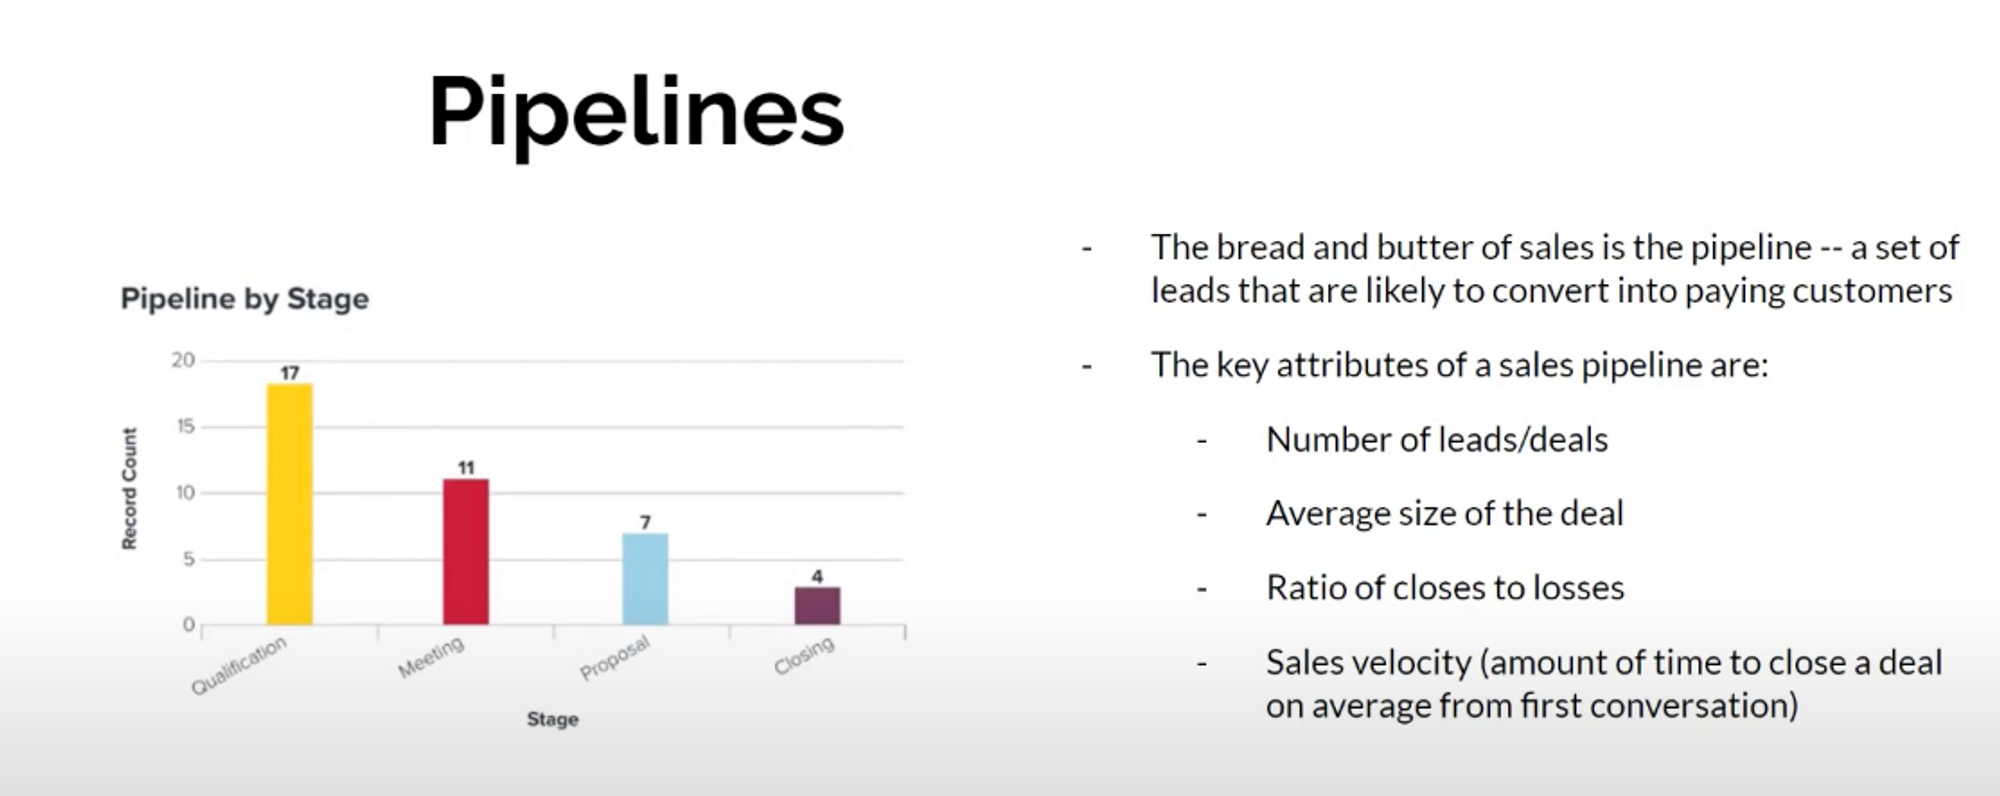 Pipelines
Pipeline by Stage
20
15
10
5
0
Record Count
17
11
7
4
Qualification
Meeting
Proposal
Closing
Stage
- The bread and butter of sales is the pipeline -- a set of
leads that are likely to convert into paying customers
- The key attributes of a sales pipeline are:
- Number of leads/deals
- Average size of the deal
- Ratio of closes to losses
- Sales velocity (amount of time to close a deal
on average from first conversation)